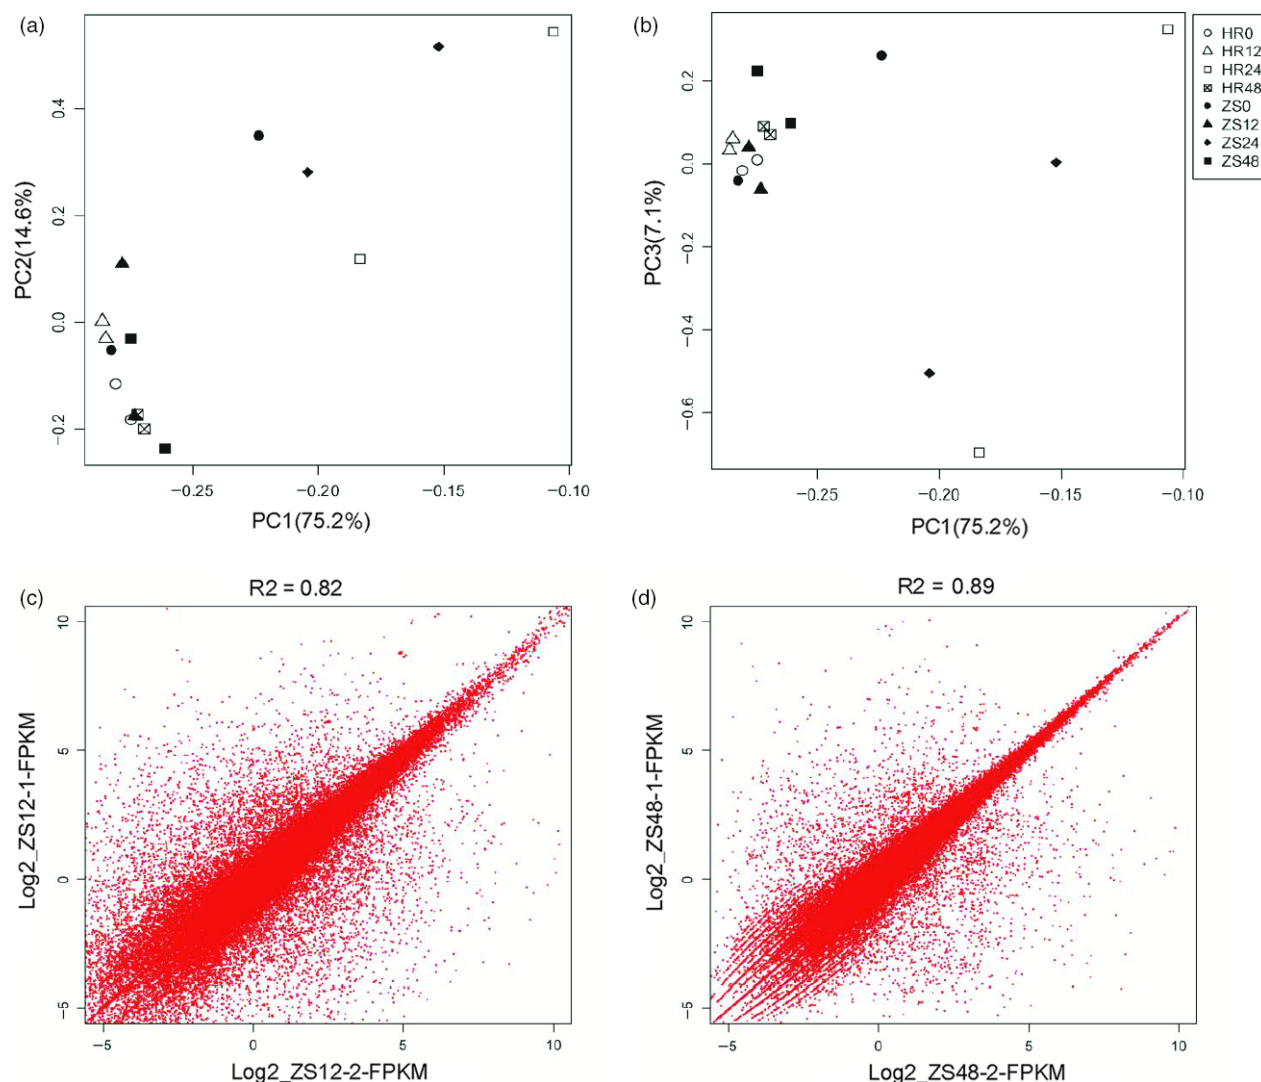 (a)
PC2(14.6%)
0.4
0.2
0.0
−0.2
−0.25 −0.20 −0.15 −0.10
PC1(75.2%)
(b)
PC3(7.1%)
0.2
0.0
−0.2
−0.4
−0.6
−0.25 −0.20 −0.15 −0.10
PC1(75.2%)
HR0
HR12
HR24
HR48
ZS0
ZS12
ZS24
ZS48
(c)
R2 = 0.82
Log2_ZS12-1-FPKM
10
5
0
−5
−5 0 5 10
Log2_ZS12-2-FPKM
(d)
R2 = 0.89
Log2_ZS48-1-FPKM
10
5
0
−5
−5 0 5 10
Log2_ZS48-2-FPKM